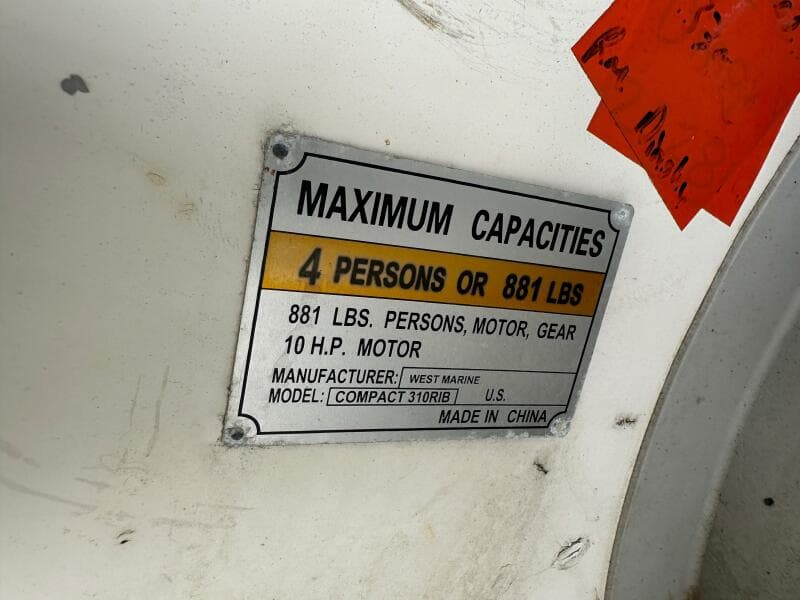 MAXIMUM CAPACITIES
4 PERSONS OR 881 LBS
881 LBS. PERSONS, MOTOR, GEAR
10 H.P. MOTOR
MANUFACTURER: WEST MARINE
MODEL: COMPACT 310RIB U.S.
MADE IN CHINA